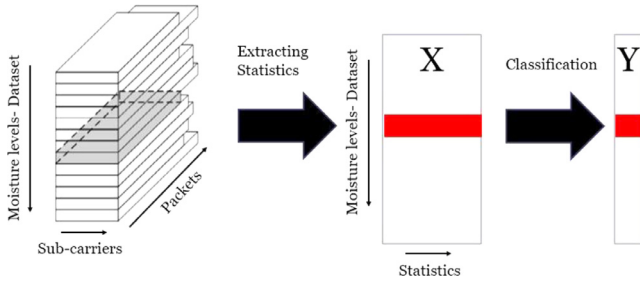 Moisture levels- Dataset
Sub-carriers
Packets
Extracting
Statistics
Moisture levels- Dataset
X
Statistics
Classification
Y